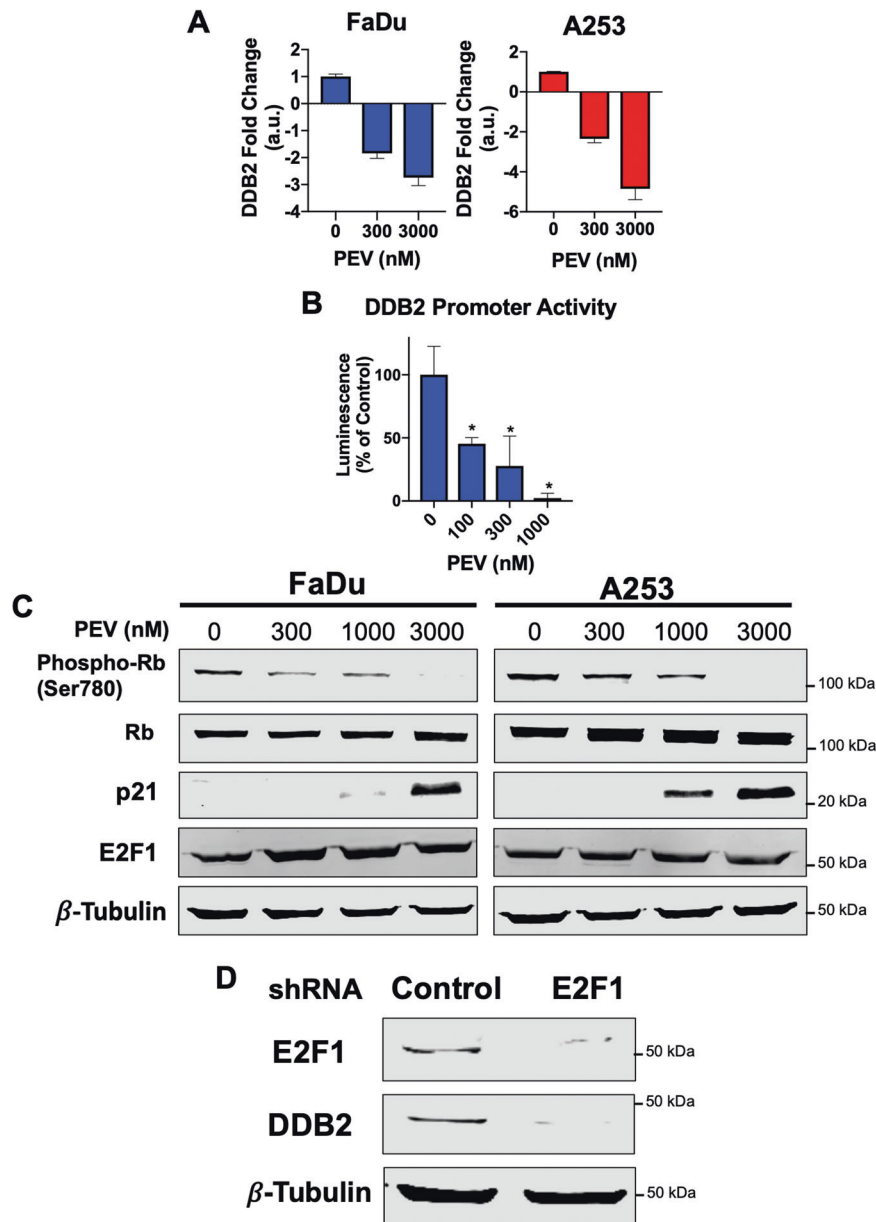 A
FaDu
A253
DDB2 Fold Change
(a.u.)
2
1
0
-1
-2
-3
-4
0 300 3000
PEV (nM)
DDB2 Fold Change
(a.u.)
2
0
-2
-4
-6
0 300 3000
PEV (nM)
B
DDB2 Promoter Activity
Luminescence
(% of Control)
100
50
0
* * *
0 100 300 1000
PEV (nM)
C
FaDu A253
PEV (nM) 0 300 1000 3000 0 300 1000 3000
Phospho-Rb
(Ser780)
100 kDa
Rb
100 kDa
p21
20 kDa
E2F1
50 kDa
β-Tubulin
50 kDa
D
shRNA Control E2F1
E2F1
50 kDa
DDB2
50 kDa
β-Tubulin
50 kDa